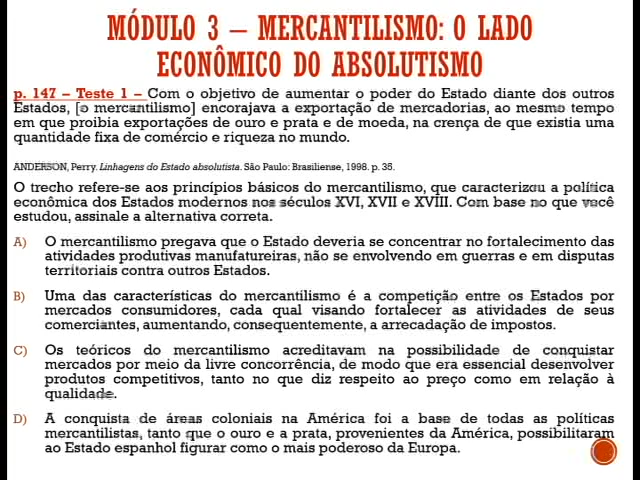 MÓDULO 3 – MERCANTILISMO: O LADO
ECONÔMICO DO ABSOLUTISMO
p. 147 – Teste 1 – Com o objetivo de aumentar o poder do Estado diante dos outros
Estados, [o mercantilismo] encorajava a exportação de mercadorias, ao mesmo tempo
em que proibia exportações de ouro e prata e de moeda, na crença de que existia uma
quantidade fixa de comércio e riqueza no mundo.
ANDERSON, Perry. Linhagens do Estado absolutista. São Paulo: Brasiliense, 1998. p. 35.
O trecho refere-se aos princípios básicos do mercantilismo, que caracterizou a política
econômica dos Estados modernos nos séculos XVI, XVII e XVIII. Com base no que você
estudou, assinale a alternativa correta.
A) O mercantilismo pregava que o Estado deveria se concentrar no fortalecimento das
atividades produtivas manufatureiras, não se envolvendo em guerras e em disputas
territoriais contra outros Estados.
B) Uma das características do mercantilismo é a competição entre os Estados por
mercados consumidores, cada qual visando fortalecer as atividades de seus
comerciantes, aumentando, consequentemente, a arrecadação de impostos.
C) Os teóricos do mercantilismo acreditavam na possibilidade de conquistar
mercados por meio da livre concorrência, de modo que era essencial desenvolver
produtos competitivos, tanto no que diz respeito ao preço como em relação à
qualidade.
D) A conquista de áreas coloniais na América foi a base de todas as políticas
mercantilistas, tanto que o ouro e a prata, provenientes da América, possibilitaram
ao Estado espanhol figurar como o mais poderoso da Europa.